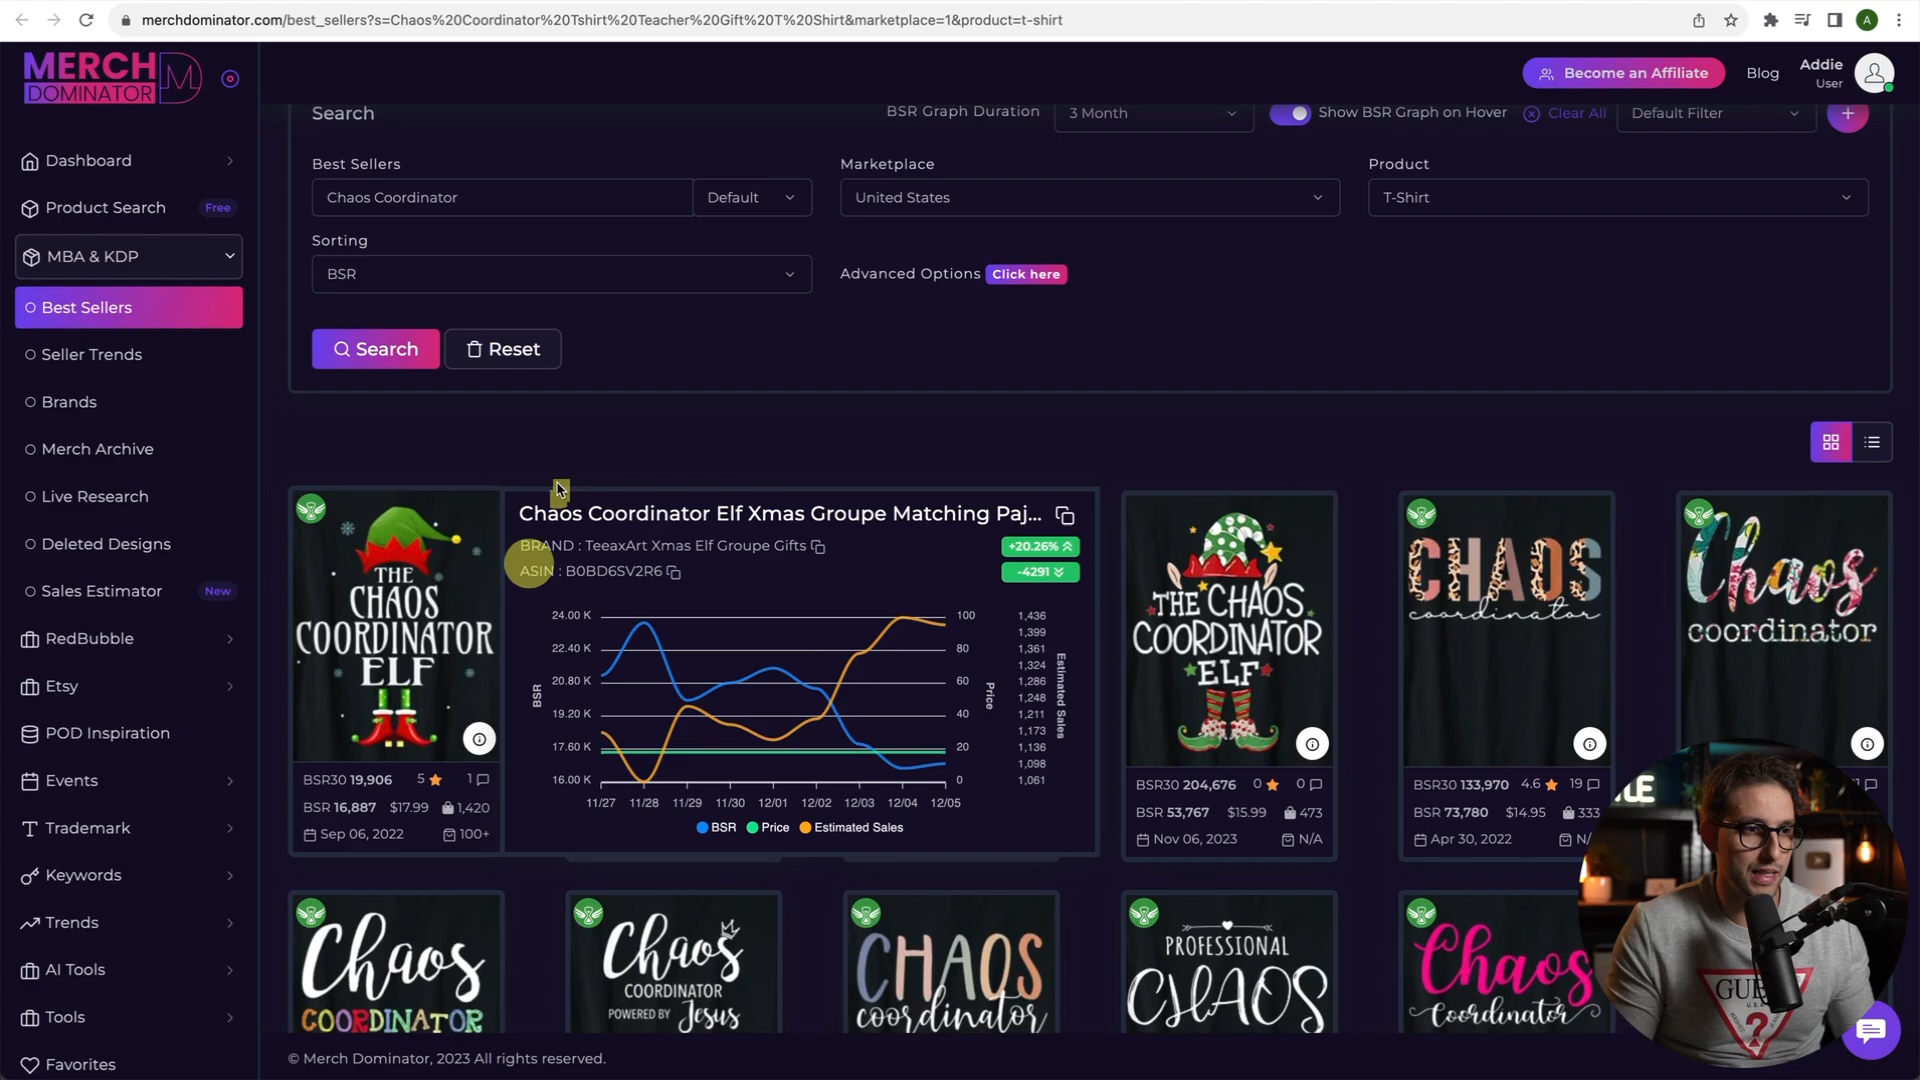 merchdominator.com/best_sellers?s=Chaos%20Coordinator%20Tshirt%20Teacher%20Gift%20T%20Shirt&marketplace=1&product=t-shirt
A
MERCH
DOMINATOR
Become an Affiliate
Blog
Addie
User
Dashboard
Product Search
Free
MBA & KDP
Best Sellers
Seller Trends
Brands
Merch Archive
Live Research
Deleted Designs
Sales Estimator
New
RedBubble
Etsy
POD Inspiration
Events
Trademark
Keywords
Trends
AI Tools
Tools
Favorites
Search
BSR Graph Duration
3 Month
Show BSR Graph on Hover
Clear All
Default Filter
Best Sellers
Marketplace
Product
Chaos Coordinator
Default
United States
T-Shirt
Sorting
BSR
Advanced Options Click here
Search
Reset
THE
CHAOS
COORDINATOR
ELF
BSR30 19,906 5 1
BSR 16,887 $17.99 1,420
Sep 06, 2022 100+
Chaos Coordinator Elf Xmas Groupe Matching Paj...
BRAND : TeeaxArt Xmas Elf Groupe Gifts
+20.26%
ASIN : B0BD6SV2R6
-4291
24.00 K 100 1,436
1,399
22.40 K 80 1,361
1,324
20.80 K 60 1,286
1,248
19.20 K 40 1,211
1,173
17.60 K 20 1,136
1,098
16.00 K 0 1,061
BSR
Price
Estimated Sales
11/27 11/28 11/29 11/30 12/01 12/02 12/03 12/04 12/05
BSR Price Estimated Sales
THE CHAOS
COORDINATOR
ELF
BSR30 204,676 0 0
BSR 53,767 $15.99 473
Nov 06, 2023 N/A
CHAOS
coordinator
BSR30 133,970 4.6 19
BSR 73,780 $14.95 333
Apr 30, 2022 N/
Chaos
coordinator
Chaos
COORDINATOR
Chaos
COORDINATOR
POWERED BY Jesus
CHAOS
coordinator
PROFESSIONAL
CHAOS
Chaos
Coordinator
GUE
U.S.A.
?
© Merch Dominator, 2023 All rights reserved.